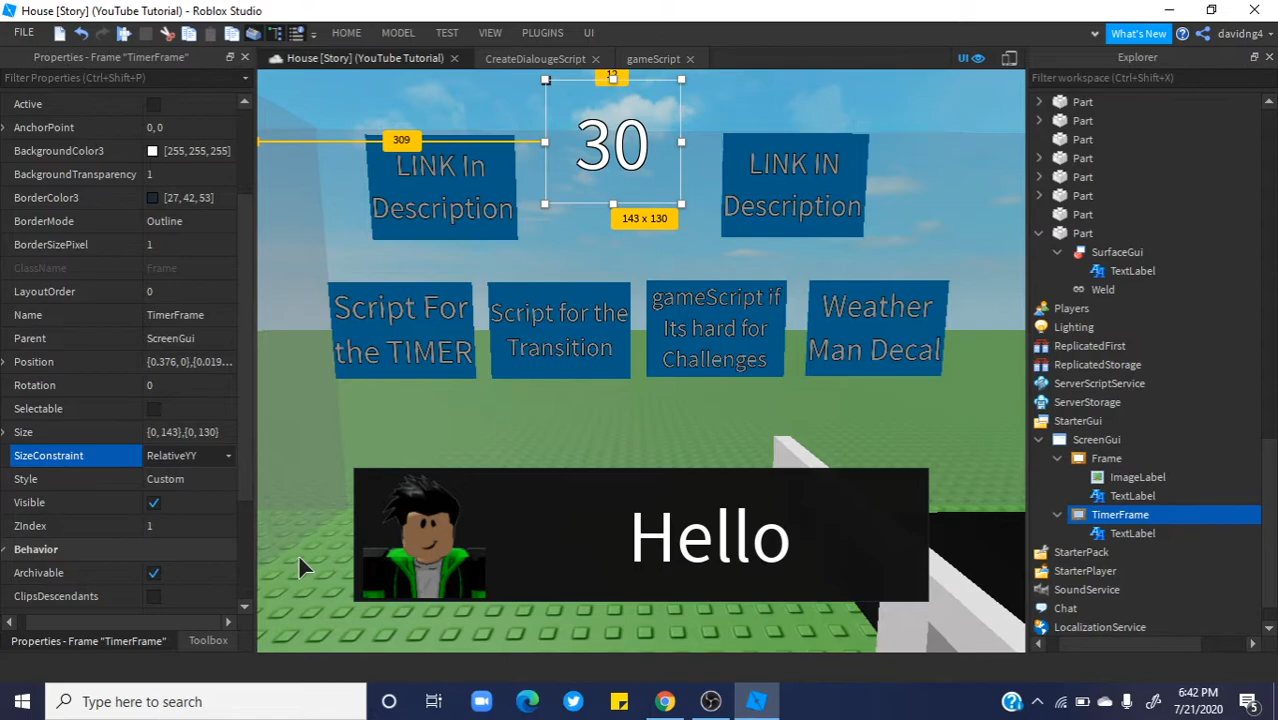 House [Story] (YouTube Tutorial) - Roblox Studio
FILE
HOME
MODEL
TEST
VIEW
PLUGINS
UI
What's New
davidng4
Properties - Frame "TimerFrame"
House [Story] (YouTube Tutorial)
CreateDialougeScript
gameScript
UI
Explorer
Filter Properties (Ctrl+Shift+P)
Filter workspace (Ctrl+Shift+X)
Active
AnchorPoint 0, 0
BackgroundColor3 [255,255,255]
BackgroundTransparency 1
BorderColor3 [27,42,53]
BorderMode Outline
BorderSizePixel 1
ClassName Frame
LayoutOrder 0
Name TimerFrame
Parent ScreenGui
Position {0.376, 0},{0.019...
Rotation 0
Selectable
Size {0, 143},{0, 130}
SizeConstraint RelativeYY
Style Custom
Visible
ZIndex 1
Behavior
Archivable
ClipsDescendants
Properties - Frame "TimerFrame"
Toolbox
309
30
143 x 130
LINK In
Description
LINK IN
Description
Script For
the TIMER
Script for the
Transition
gameScript if
Its hard for
Challenges
Weather
Man Decal
Hello
Part
Part
Part
Part
Part
Part
Part
Part
SurfaceGui
TextLabel
Weld
Players
Lighting
ReplicatedFirst
ReplicatedStorage
ServerScriptService
ServerStorage
StarterGui
ScreenGui
Frame
ImageLabel
TextLabel
TimerFrame
TextLabel
StarterPack
StarterPlayer
SoundService
Chat
LocalizationService
Type here to search
6:42 PM
7/21/2020
5